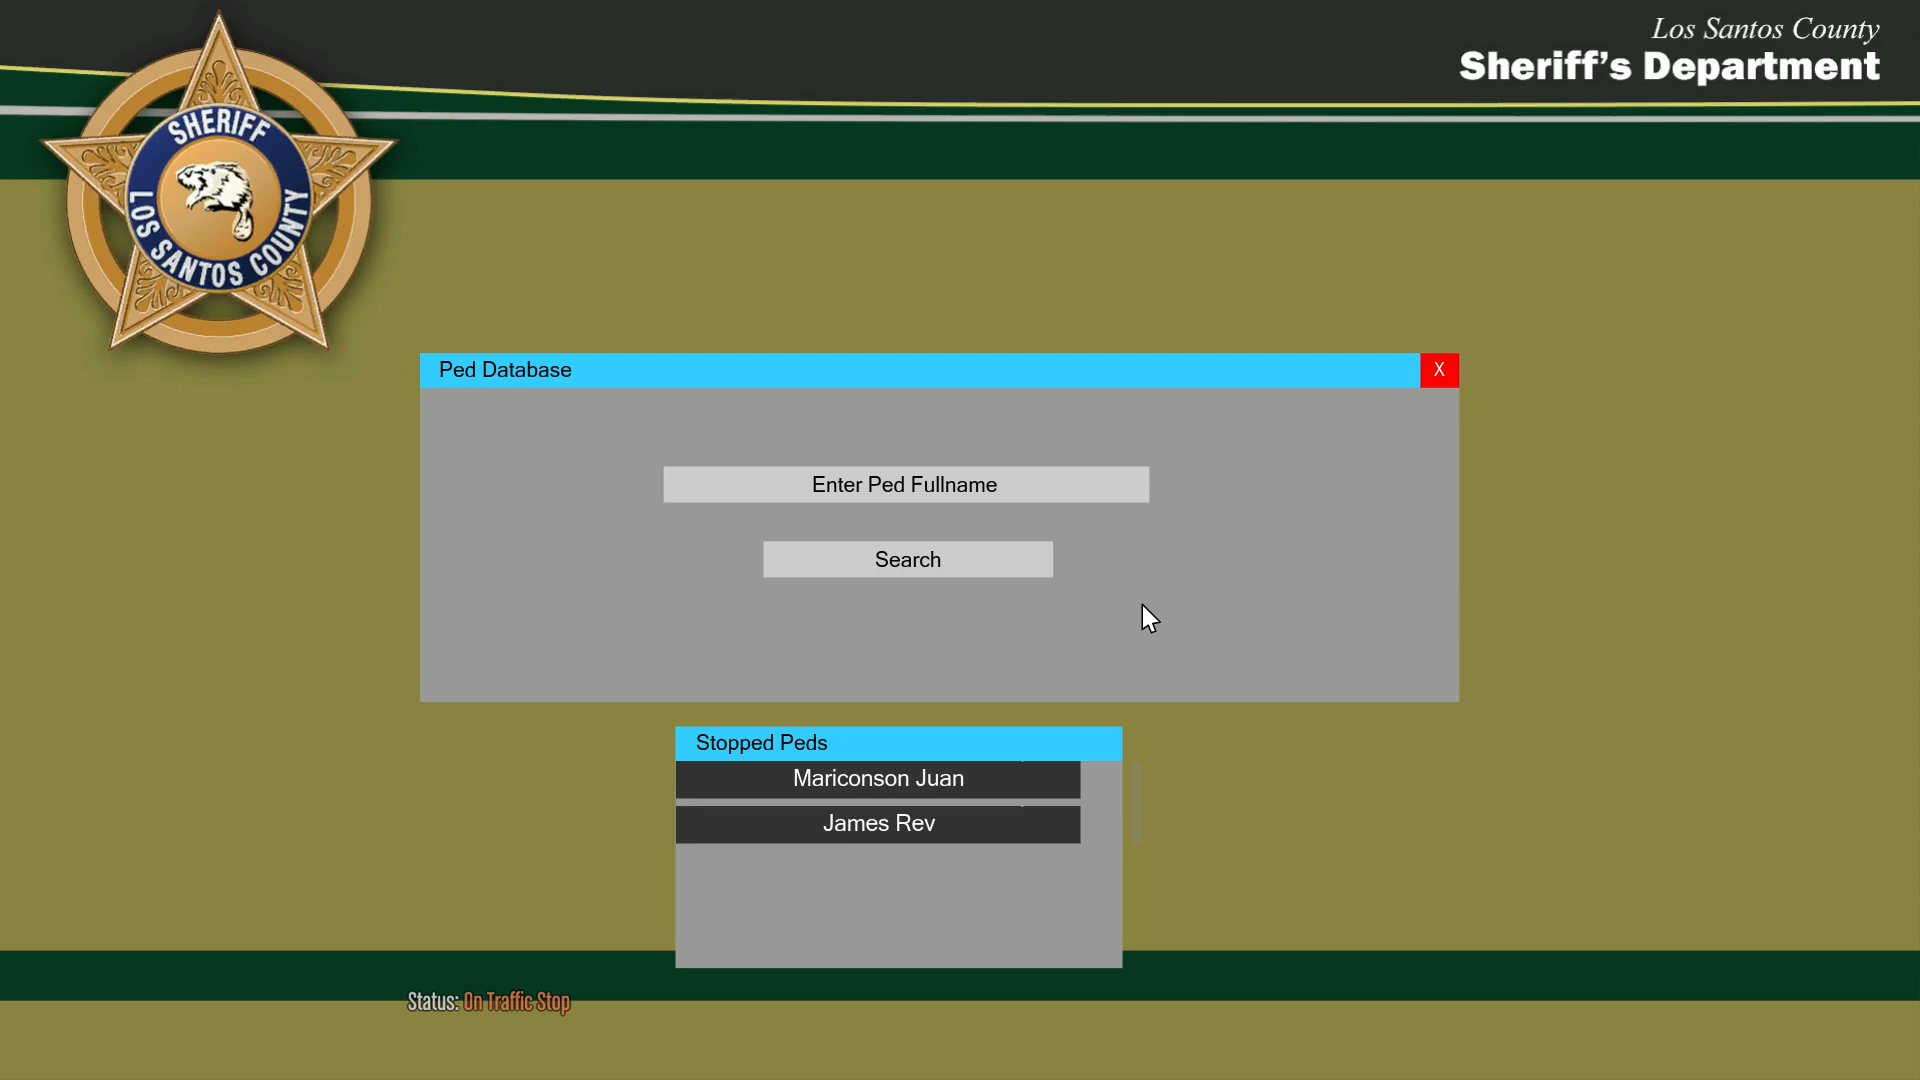 Los Santos County
Sheriff's Department
SHERIFF
LOS SANTOS COUNTY
Ped Database
X
Enter Ped Fullname
Search
Stopped Peds
Mariconson Juan
James Rev
Status: On Traffic Stop